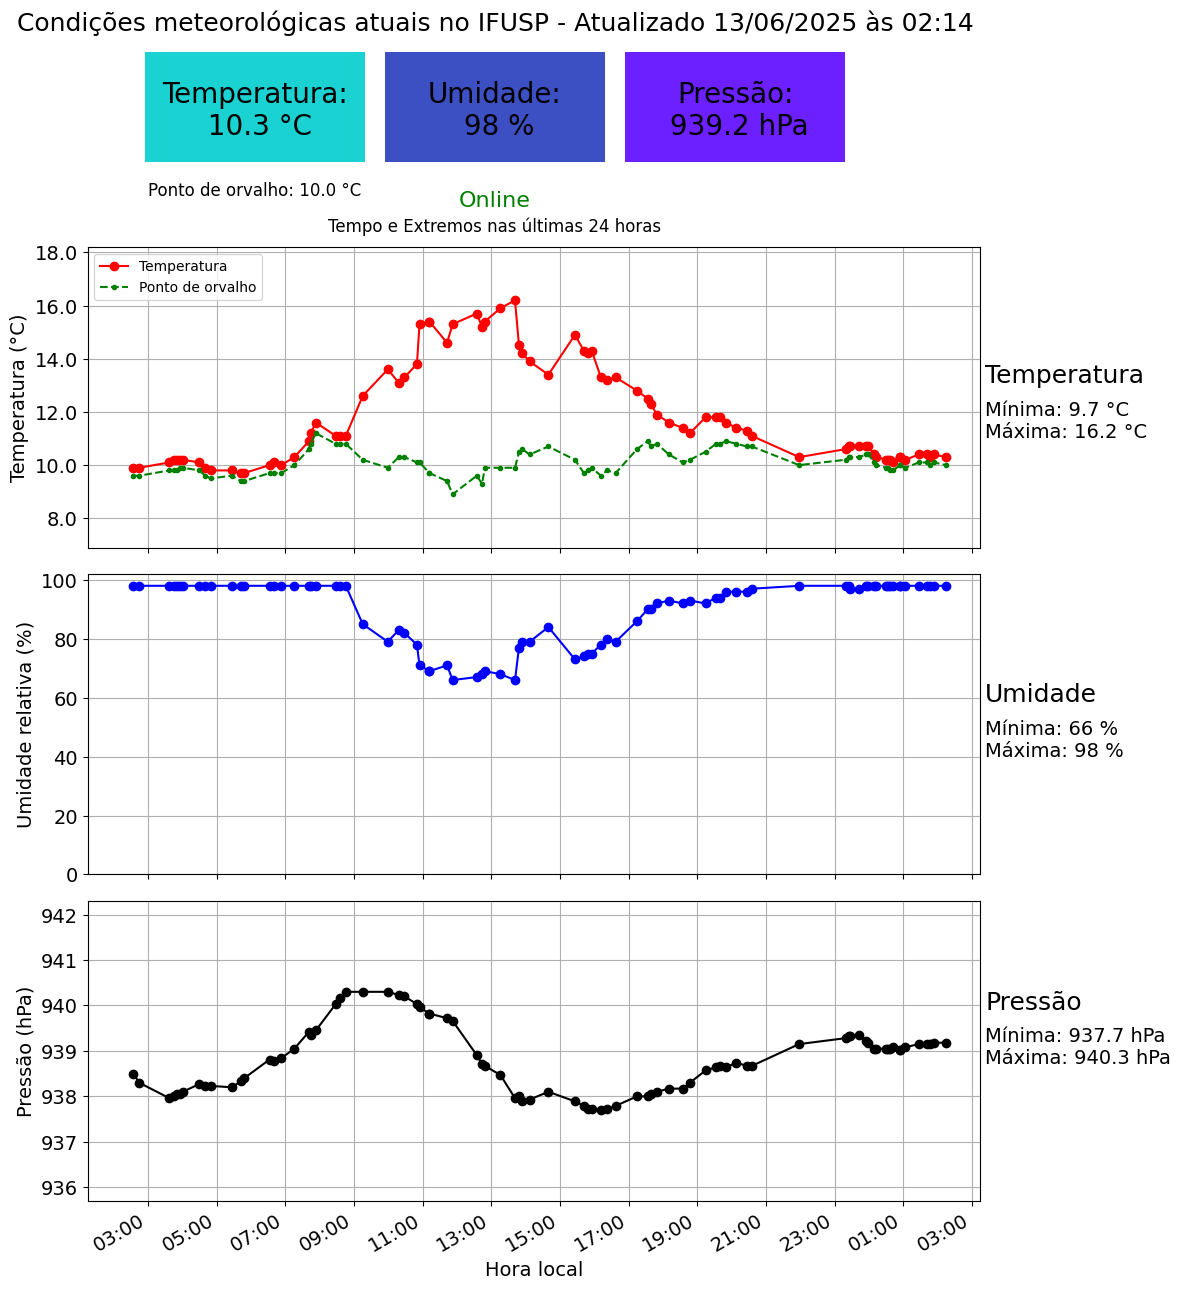 Condições meteorológicas atuais no IFUSP - Atualizado 13/06/2025 às 02:14
Temperatura:
10.3 °C
Umidade:
98 %
Pressão:
939.2 hPa
Ponto de orvalho: 10.0 °C
Online
Tempo e Extremos nas últimas 24 horas
Temperatura (°C)
18.0
16.0
14.0
12.0
10.0
8.0
Temperatura
Ponto de orvalho
Temperatura
Mínima: 9.7 °C
Máxima: 16.2 °C
Umidade relativa (%)
100
80
60
40
20
0
Umidade
Mínima: 66 %
Máxima: 98 %
Pressão (hPa)
942
941
940
939
938
937
936
Pressão
Mínima: 937.7 hPa
Máxima: 940.3 hPa
03:00 05:00 07:00 09:00 11:00 13:00 15:00 17:00 19:00 21:00 23:00 01:00 03:00
Hora local